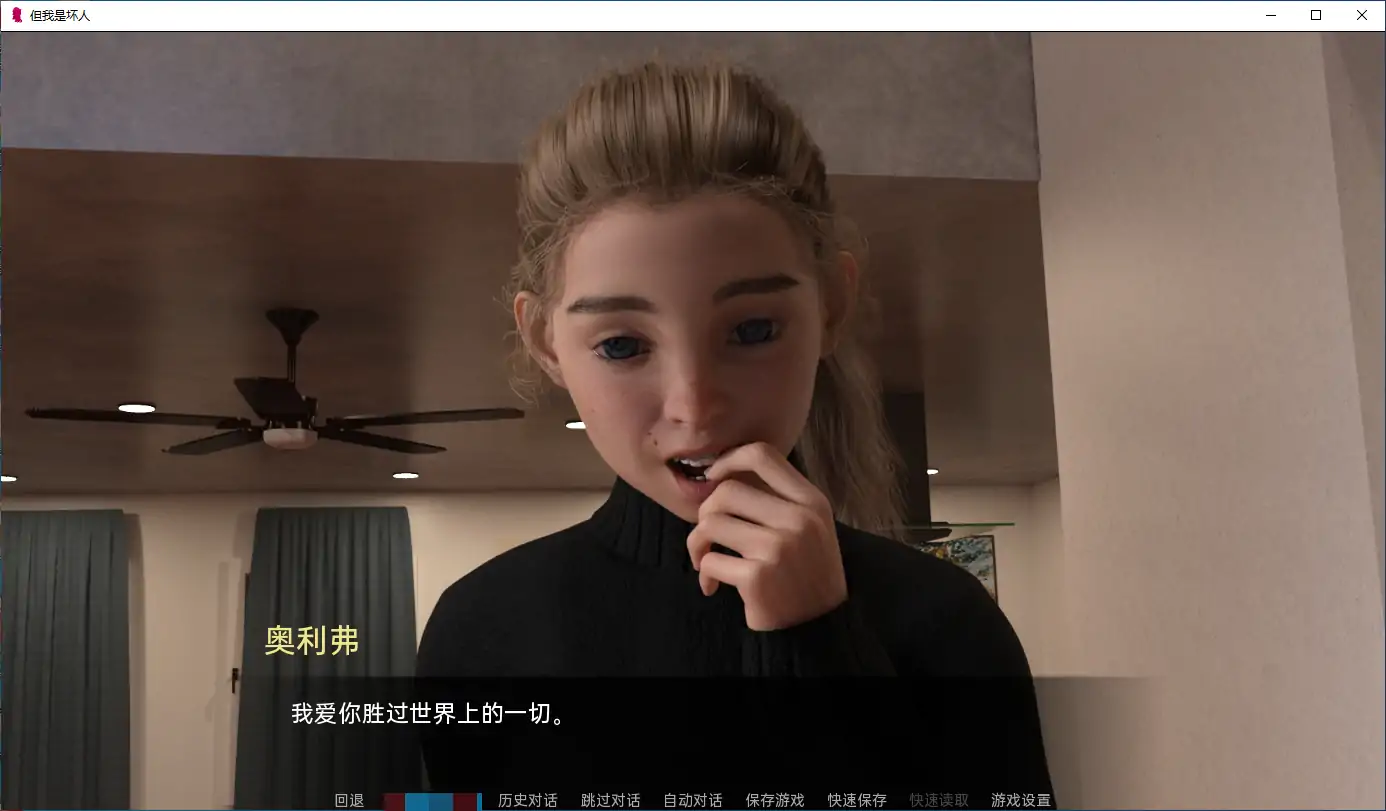 但我是坏人
奥利弗
我爱你胜过世界上的一切。
回退 历史对话 跳过对话 自动对话 保存游戏 快速保存 快速读取 游戏设置